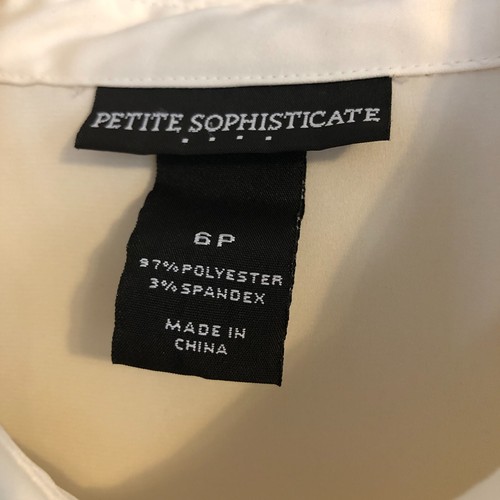 PETITE SOPHISTICATE
6P
97% POLYESTER
3% SPANDEX
MADE IN
CHINA